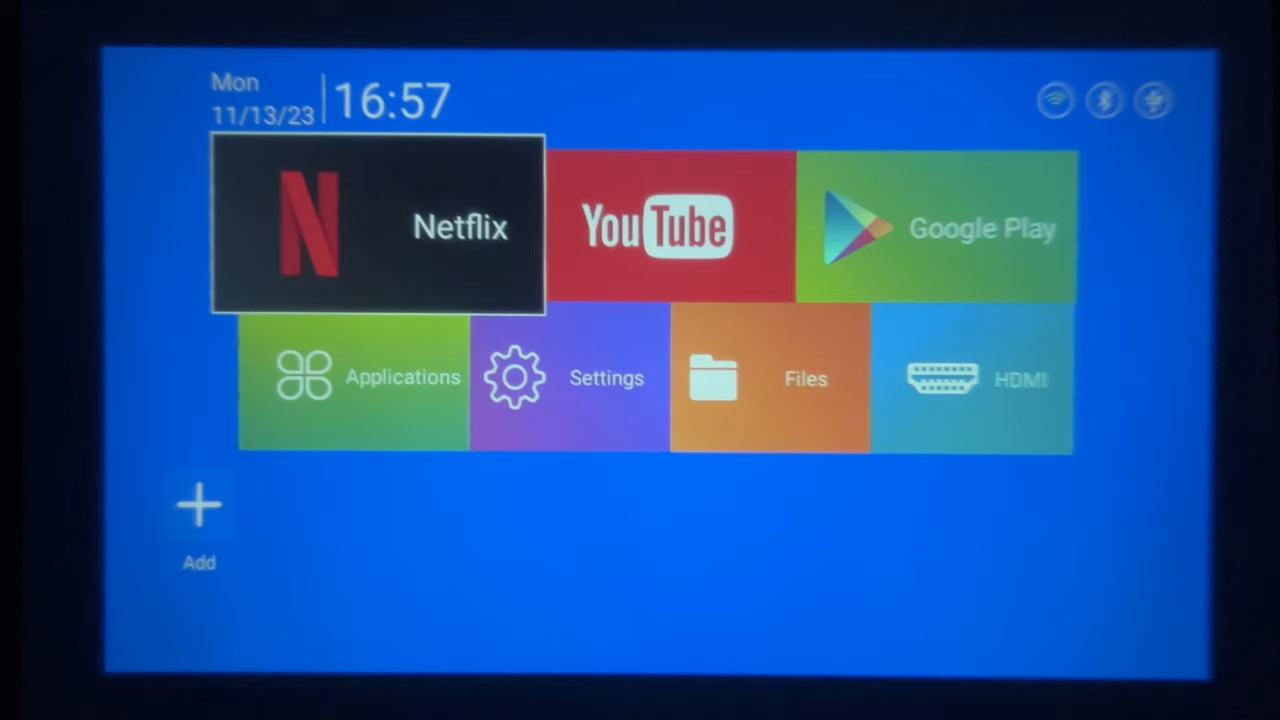 Mon
11/13/23
16:57
Netflix
YouTube
Google Play
Applications
Settings
Files
HDMI
Add